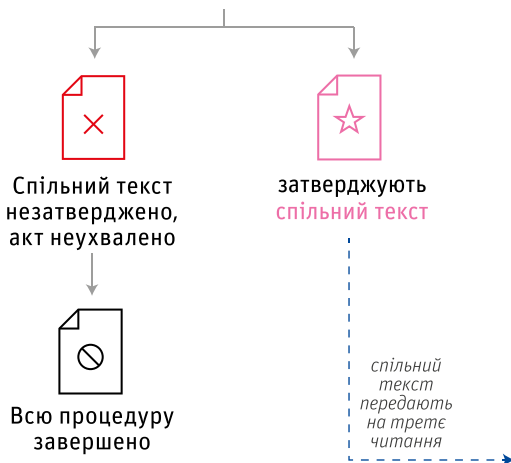 Спільний текст
незатверджено,
акт неухвалено
затверджують
спільний текст
Всю процедуру
завершено
спільний
текст
передають
на третє
читання